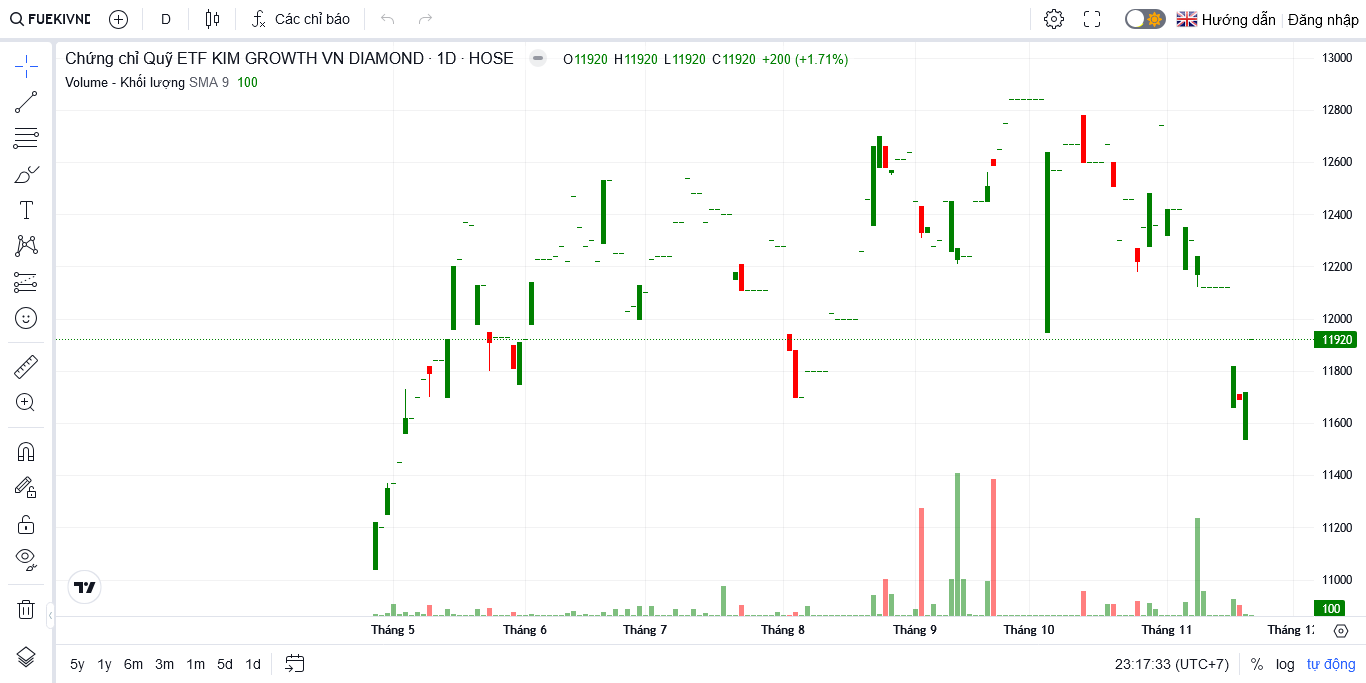 FUEKIVND D Các chỉ báo Hướng dẫn Đăng nhập
Chứng chỉ Quỹ ETF KIM GROWTH VN DIAMOND · 1D · HOSE O11920 H11920 L11920 C11920 +200 (+1.71%)
Volume - Khối lượng SMA 9 100
13000
12800
12600
12400
12200
12000
11920
11800
11600
11400
11200
11000
100
Tháng 5 Tháng 6 Tháng 7 Tháng 8 Tháng 9 Tháng 10 Tháng 11 Tháng 12
5y 1y 6m 3m 1m 5d 1d 23:17:33 (UTC+7) % log tự động